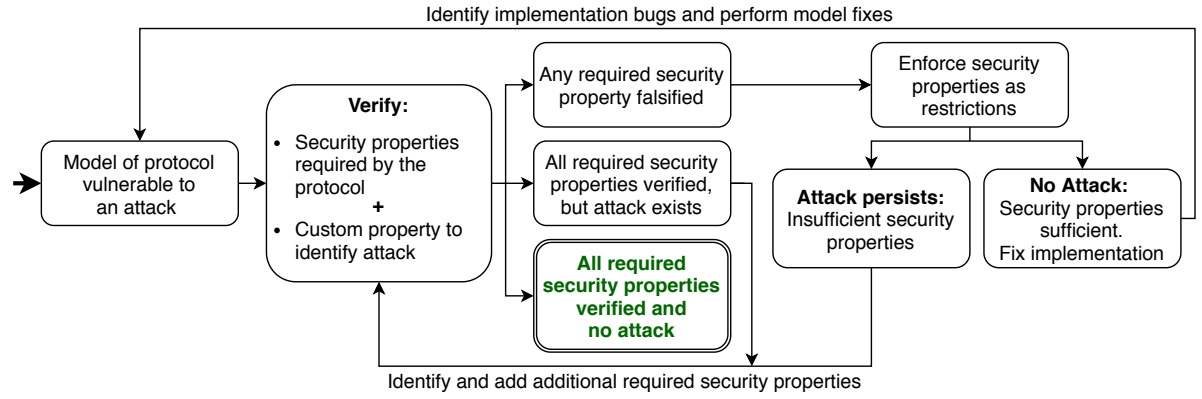 Identify implementation bugs and perform model fixes
Model of protocol
vulnerable to
an attack
Verify:
• Security properties
required by the
protocol
+
• Custom property to
identify attack
Any required security
property falsified
All required security
properties verified,
but attack exists
All required
security properties
verified and
no attack
Enforce security
properties as
restrictions
Attack persists:
Insufficient security
properties
No Attack:
Security properties
sufficient.
Fix implementation
Identify and add additional required security properties